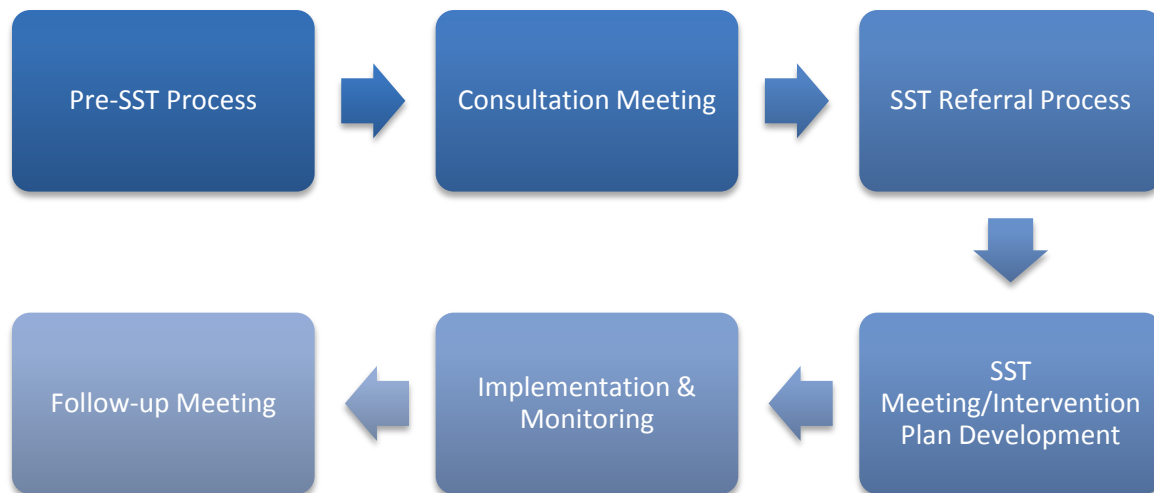 Pre-SST Process
Consultation Meeting
SST Referral Process
SST
Meeting/Intervention
Plan Development
Implementation &
Monitoring
Follow-up Meeting